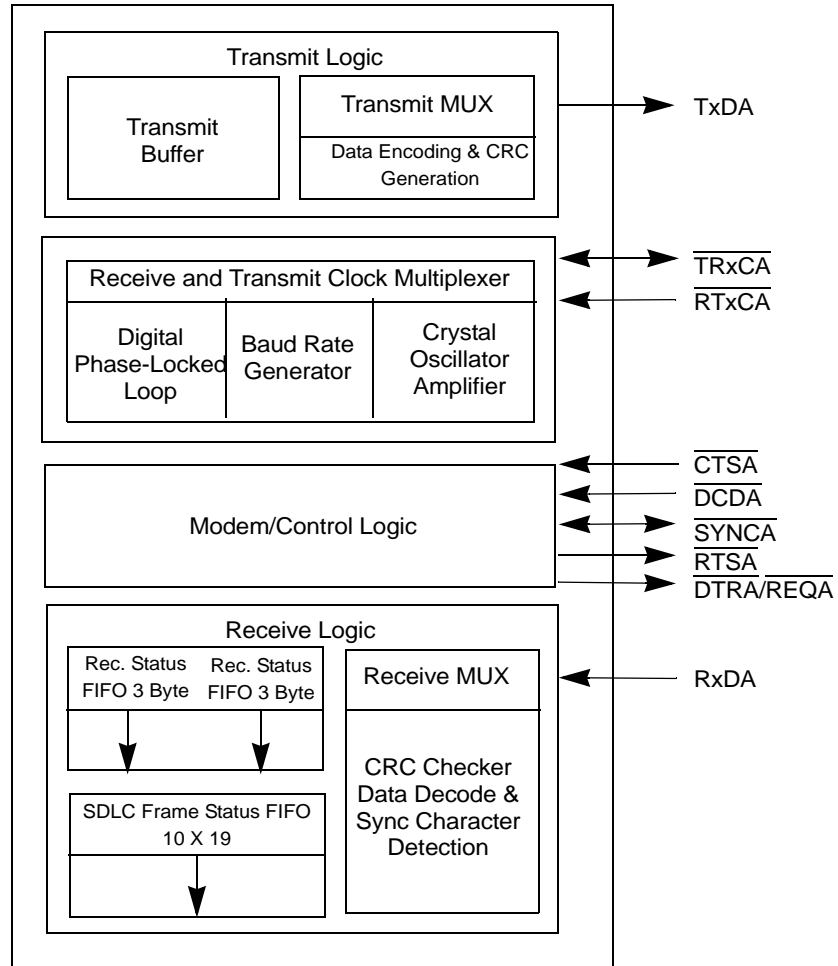 Transmit Logic
Transmit
Buffer
Transmit MUX
Data Encoding & CRC
Generation
TxDA
Receive and Transmit Clock Multiplexer
Digital
Phase-Locked
Loop
Baud Rate
Generator
Crystal
Oscillator
Amplifier
TRxCA
RTxCA
Modem/Control Logic
CTSA
DCDA
SYNCA
RTSA
DTRA/REQA
Receive Logic
Rec. Status
FIFO 3 Byte
Rec. Status
FIFO 3 Byte
Receive MUX
CRC Checker
Data Decode &
Sync Character
Detection
SDLC Frame Status FIFO
10 X 19
RxDA